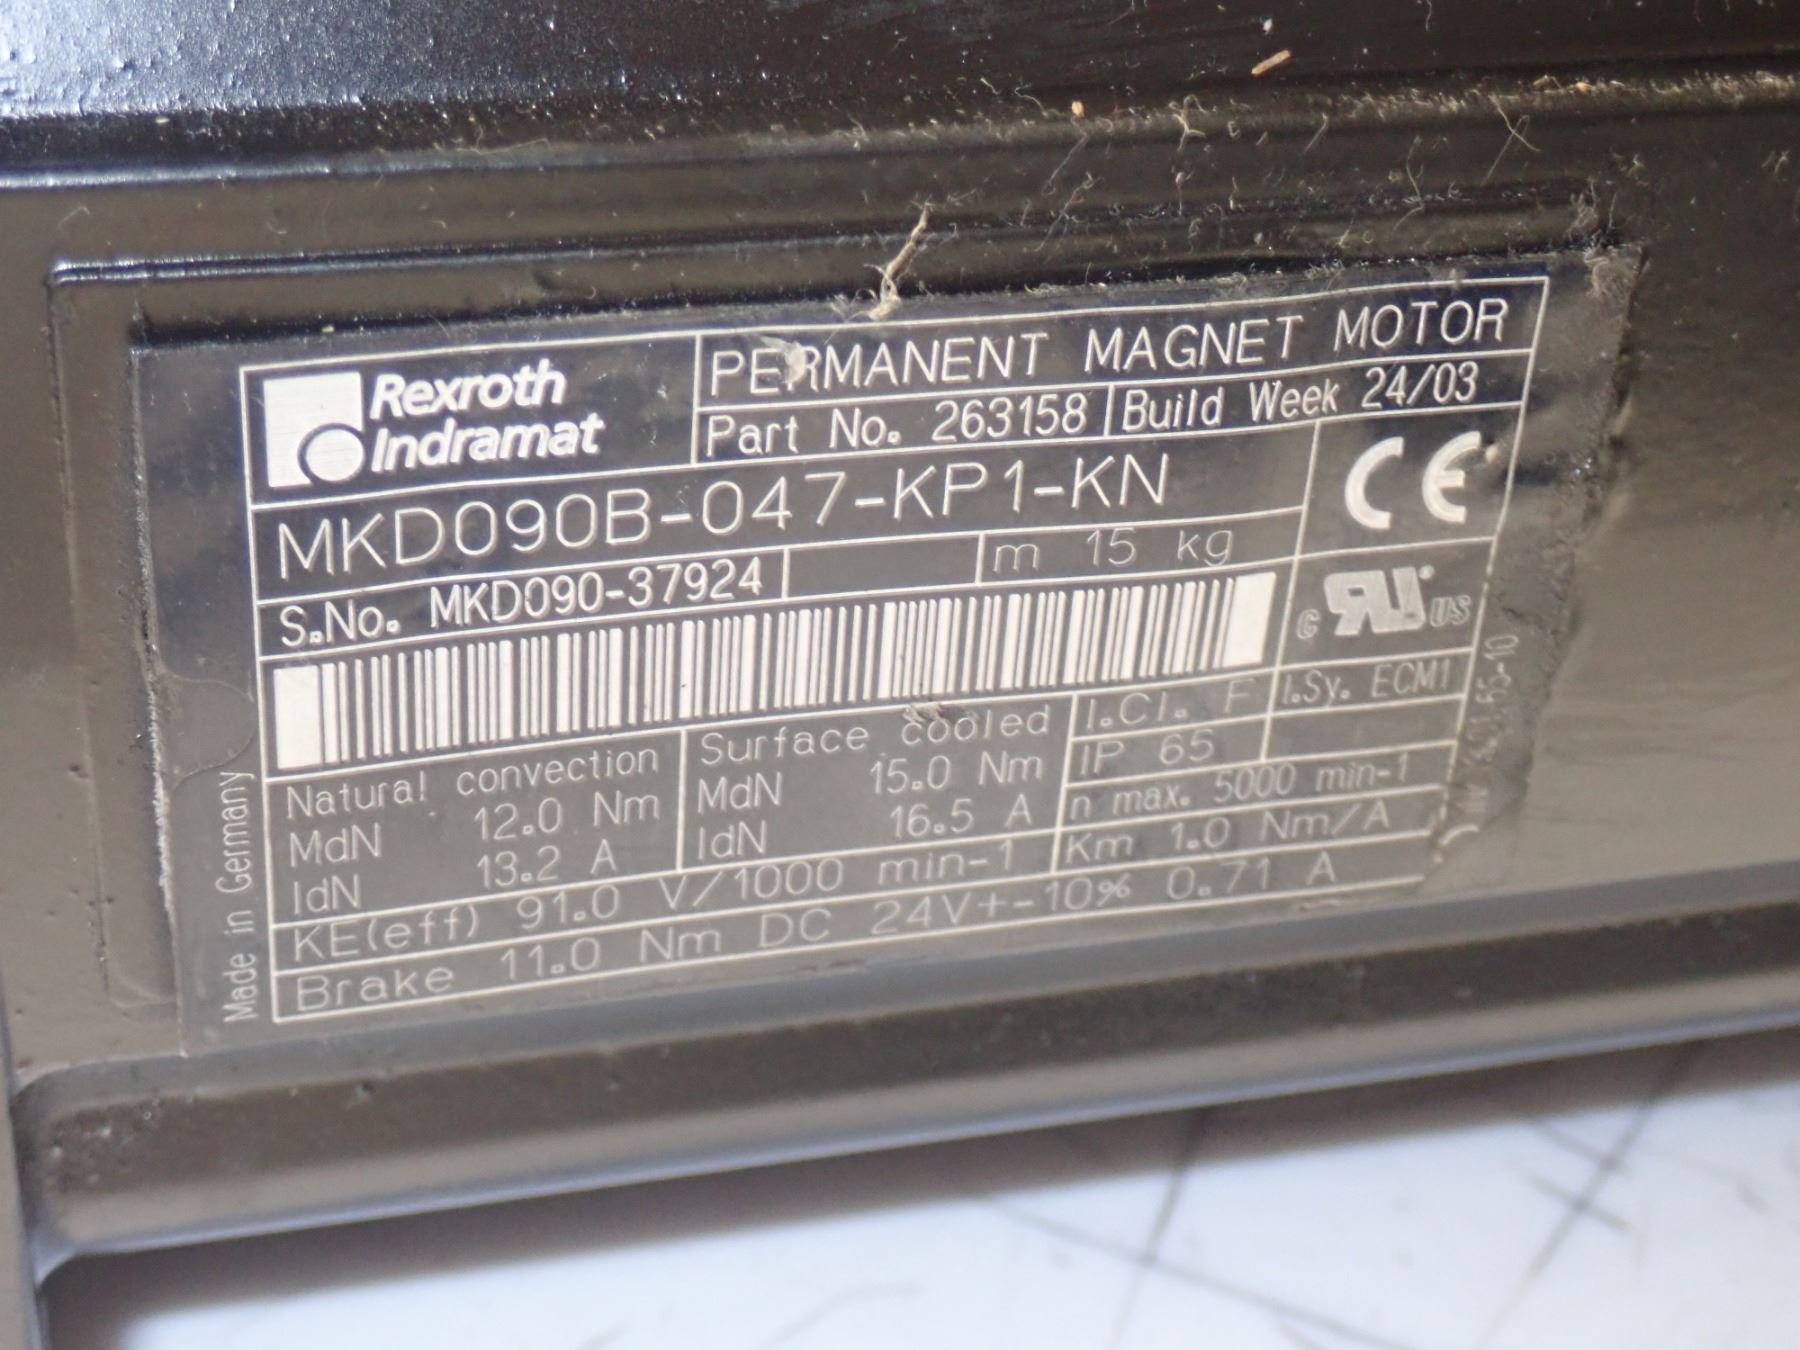 Rexroth
Indramat
PERMANENT MAGNET MOTOR
Part No. 263158 Build Week 24/03
MKD090B-047-KP1-KN
S.No. MKD090-37924 m 15 kg
CE
c RU US
Natural convection
MdN 12.0 Nm
IdN 13.2 A
Surface cooled
MdN 15.0 Nm
IdN 16.5 A
I.Cl. F I.Sy. ECM1
IP 65
n max. 5000 min-1
Km 1.0 Nm/A
KE(eff) 91.0 V/1000 min-1
Brake 11.0 Nm DC 24V+-10% 0.71 A
Made in Germany